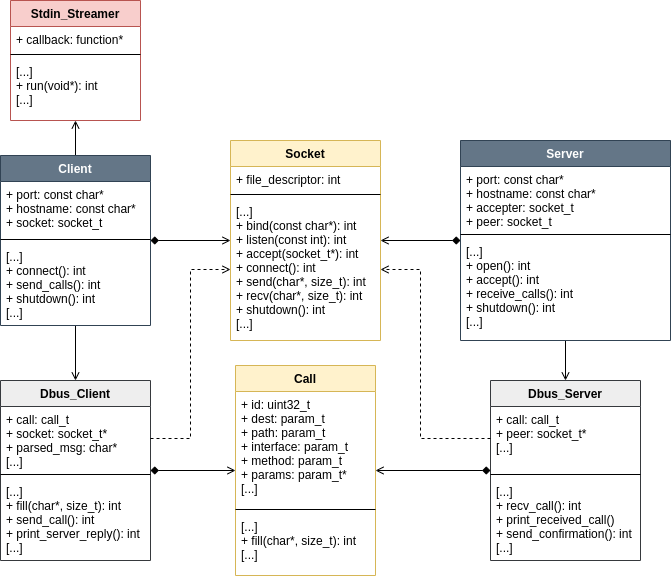 Stdin_Streamer
+ callback: function*
[...]
+ run(void*): int
[...]
Client
+ port: const char*
+ hostname: const char*
+ socket: socket_t
[...]
+ connect(): int
+ send_calls(): int
+ shutdown(): int
[...]
Socket
+ file_descriptor: int
[...]
+ bind(const char*): int
+ listen(const int): int
+ accept(socket_t*): int
+ connect(): int
+ send(char*, size_t): int
+ recv(char*, size_t): int
+ shutdown(): int
[...]
Server
+ port: const char*
+ hostname: const char*
+ accepter: socket_t
+ peer: socket_t
[...]
+ open(): int
+ accept(): int
+ receive_calls(): int
+ shutdown(): int
[...]
Dbus_Client
+ call: call_t
+ socket: socket_t*
+ parsed_msg: char*
[...]
[...]
+ fill(char*, size_t): int
+ send_call(): int
+ print_server_reply(): int
[...]
Call
+ id: uint32_t
+ dest: param_t
+ path: param_t
+ interface: param_t
+ method: param_t
+ params: param_t*
[...]
[...]
+ fill(char*, size_t): int
[...]
Dbus_Server
+ call: call_t
+ peer: socket_t*
[...]
[...]
+ recv_call(): int
+ print_received_call()
+ send_confirmation(): int
[...]